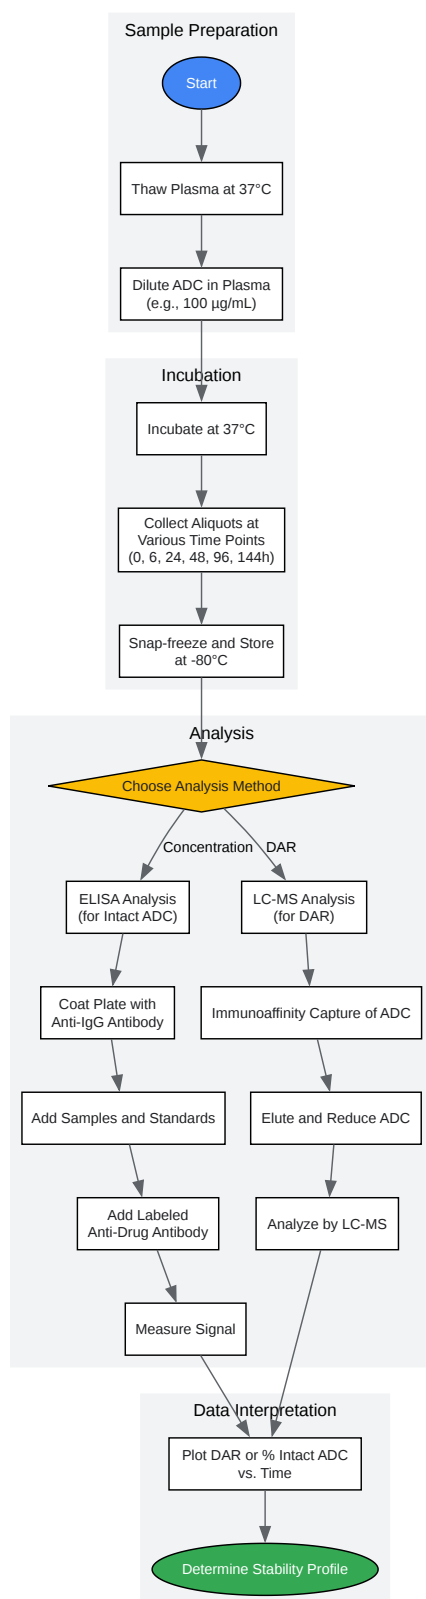 Sample Preparation
Start
Thaw Plasma at 37°C
Dilute ADC in Plasma
(e.g., 100 µg/mL)
Incubation
Incubate at 37°C
Collect Aliquots at
Various Time Points
(0, 6, 24, 48, 96, 144h)
Snap-freeze and Store
at -80°C
Analysis
Choose Analysis Method
Concentration
DAR
ELISA Analysis
(for Intact ADC)
LC-MS Analysis
(for DAR)
Coat Plate with
Anti-IgG Antibody
Immunoaffinity Capture of ADC
Add Samples and Standards
Elute and Reduce ADC
Add Labeled
Anti-Drug Antibody
Analyze by LC-MS
Measure Signal
Data Interpretation
Plot DAR or % Intact ADC
vs. Time
Determine Stability Profile